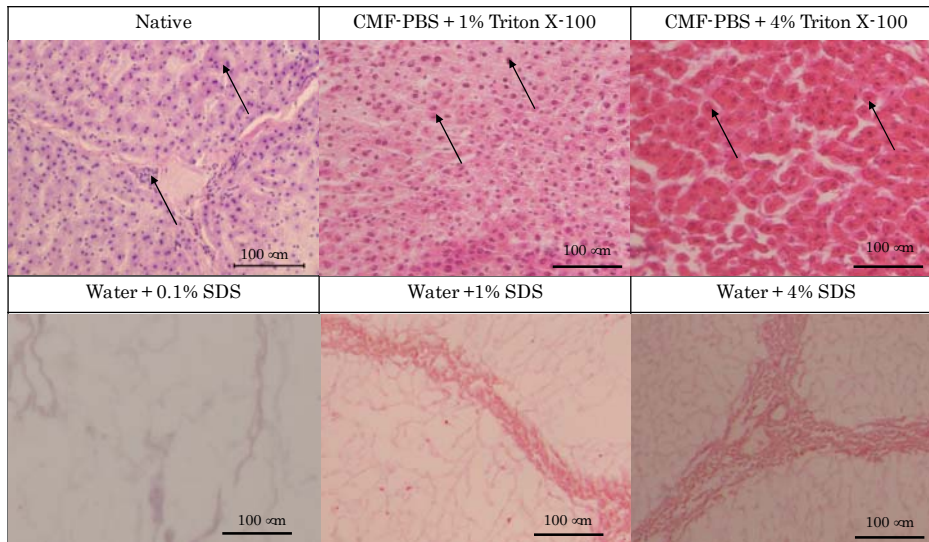 Native
CMF-PBS + 1% Triton X-100
CMF-PBS + 4% Triton X-100
100 ∝m
100 ∝m
100 ∝m
Water + 0.1% SDS
Water +1% SDS
Water + 4% SDS
100 ∝m
100 ∝m
100 ∝m